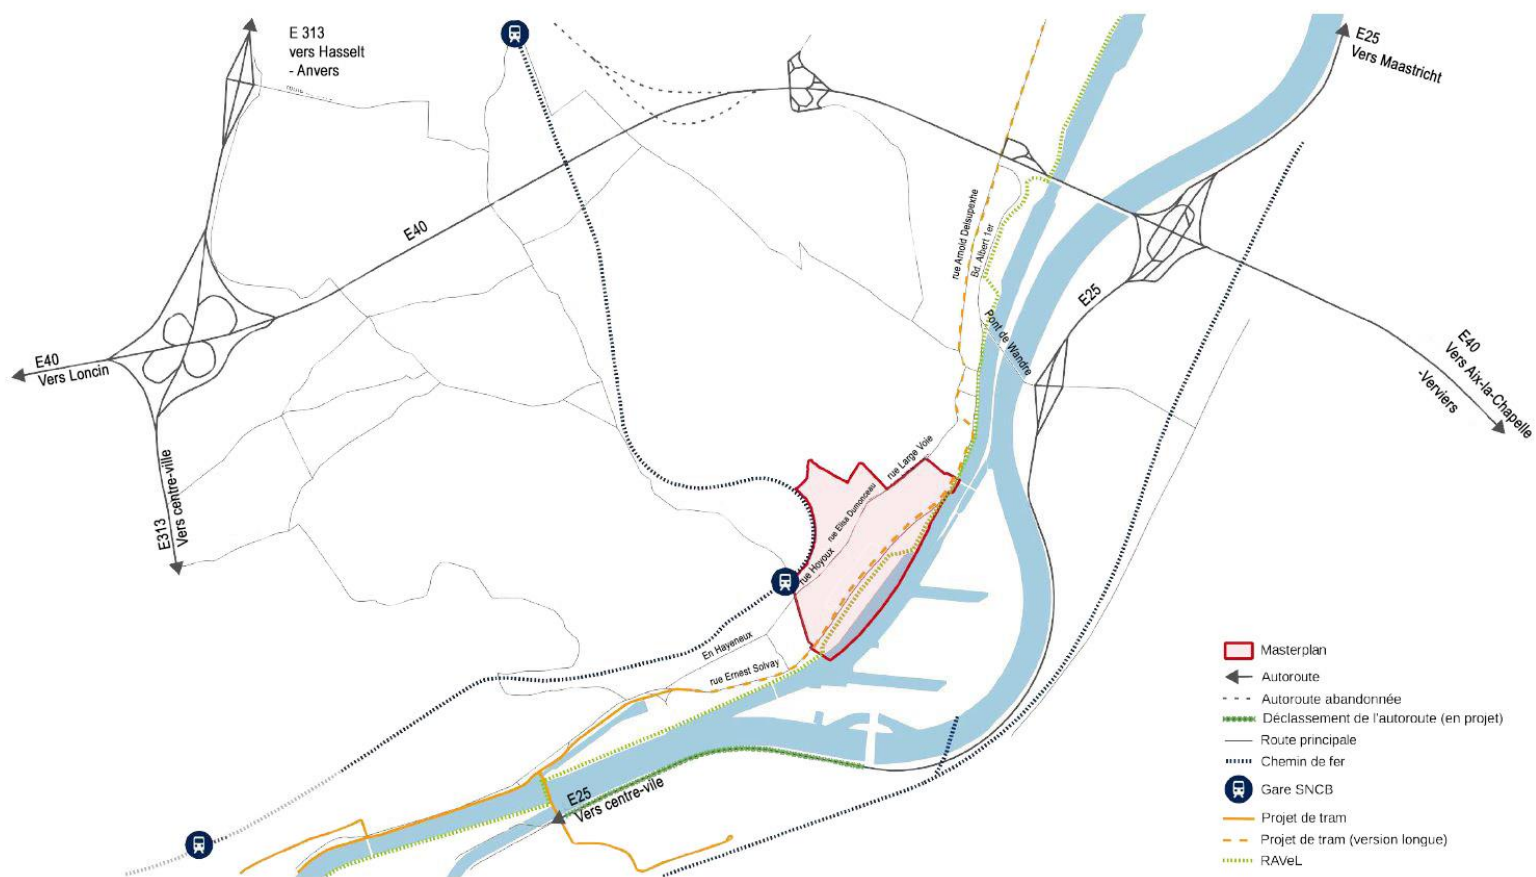 E 313
vers Hasselt
- Anvers
E25
Vers Maastricht
E40
rue Arnold Delsupexhe
Bd. Albert 1er
E25
Pont de Wandre
E40
Vers Loncin
E40
Vers Aix-la-Chapelle
-Verviers
E313
Vers centre-ville
rue Large Voie
rue Elisa Dumonceau
rue Hoyoux
En Hayeneux
rue Ernest Solvay
E25
Vers centre-vile
Masterplan
Autoroute
Autoroute abandonnée
Déclassement de l'autoroute (en projet)
Route principale
Chemin de fer
Gare SNCB
Projet de tram
Projet de tram (version longue)
RAVeL